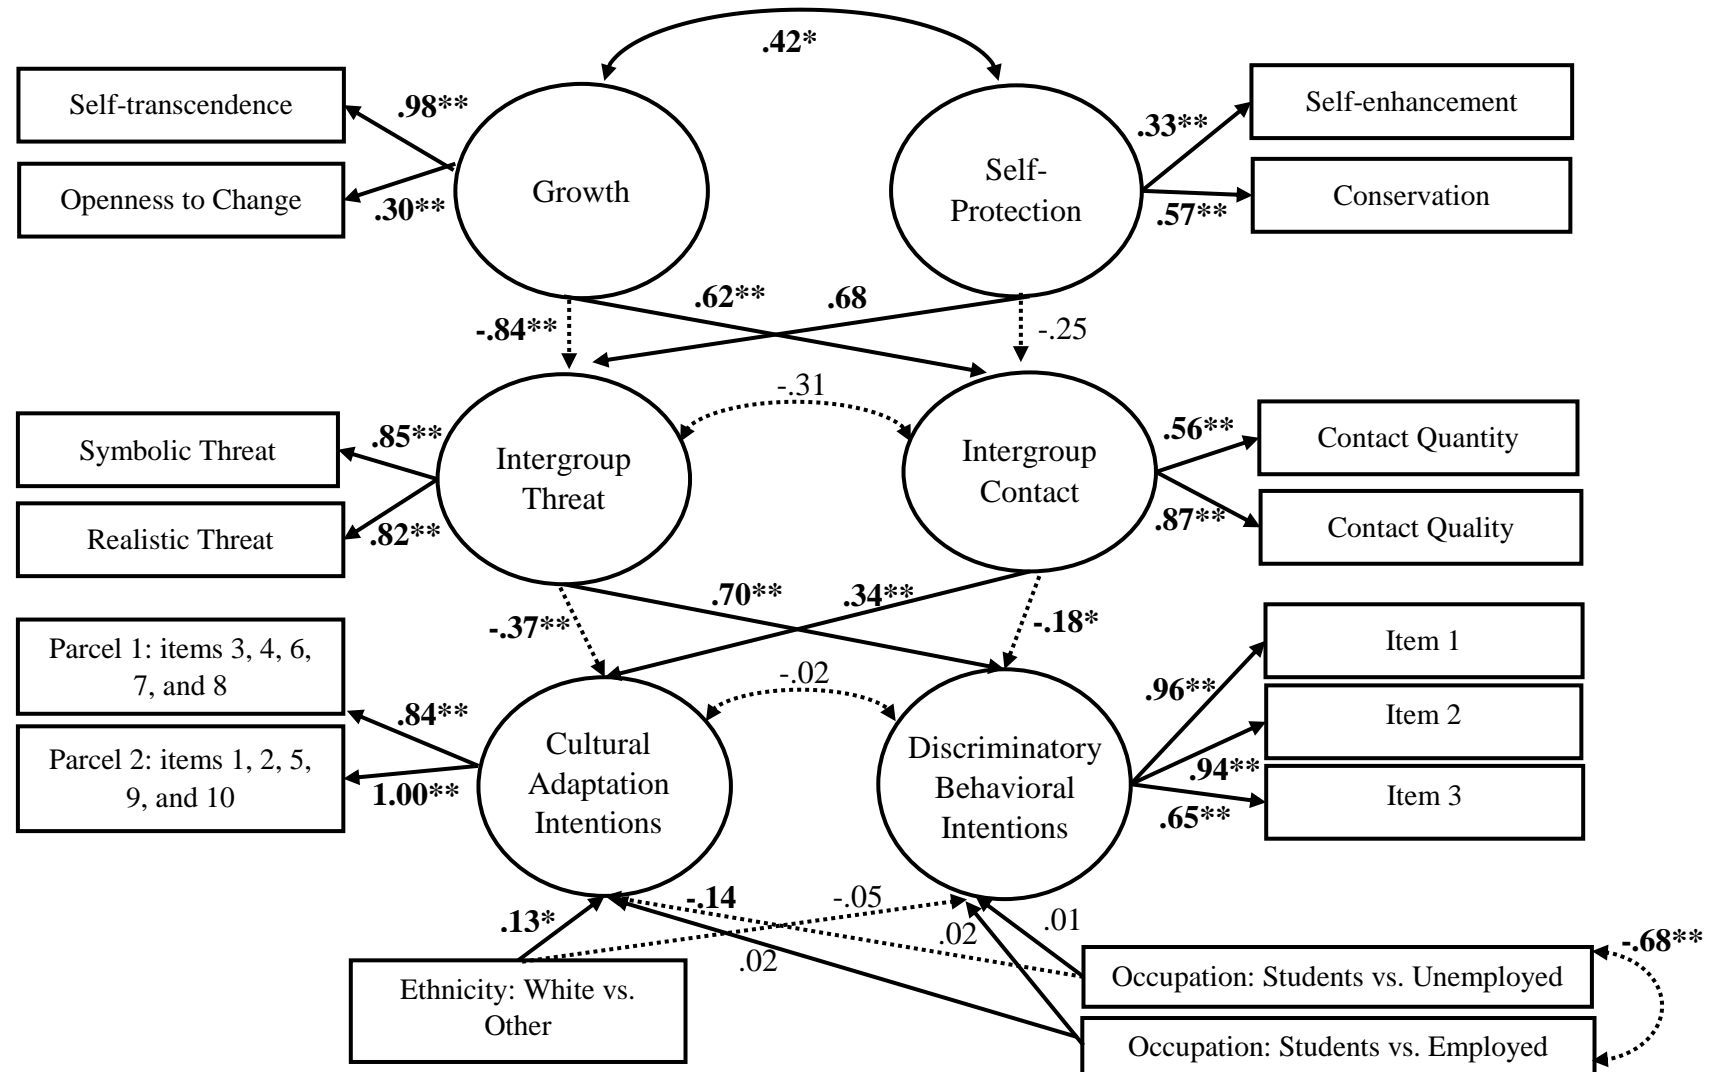 .42*
Self-transcendence
.98**
Self-enhancement
.33**
Openness to Change
.30**
Growth
Self-
Protection
Conservation
.57**
.62**
.68
-.84**
-.25
-.31
Symbolic Threat
.85**
Intergroup
Threat
Intergroup
Contact
.56**
Contact Quantity
Realistic Threat
.82**
.87**
Contact Quality
.70**
.34**
-.37**
-.18*
Parcel 1: items 3, 4, 6,
7, and 8
-.02
Item 1
.96**
.84**
Item 2
Parcel 2: items 1, 2, 5,
9, and 10
1.00**
Cultural
Adaptation
Intentions
Discriminatory
Behavioral
Intentions
.94**
Item 3
.65**
.13*
-.14
-.05
.02
.02
.01
-.68**
Ethnicity: White vs.
Other
Occupation: Students vs. Unemployed
Occupation: Students vs. Employed